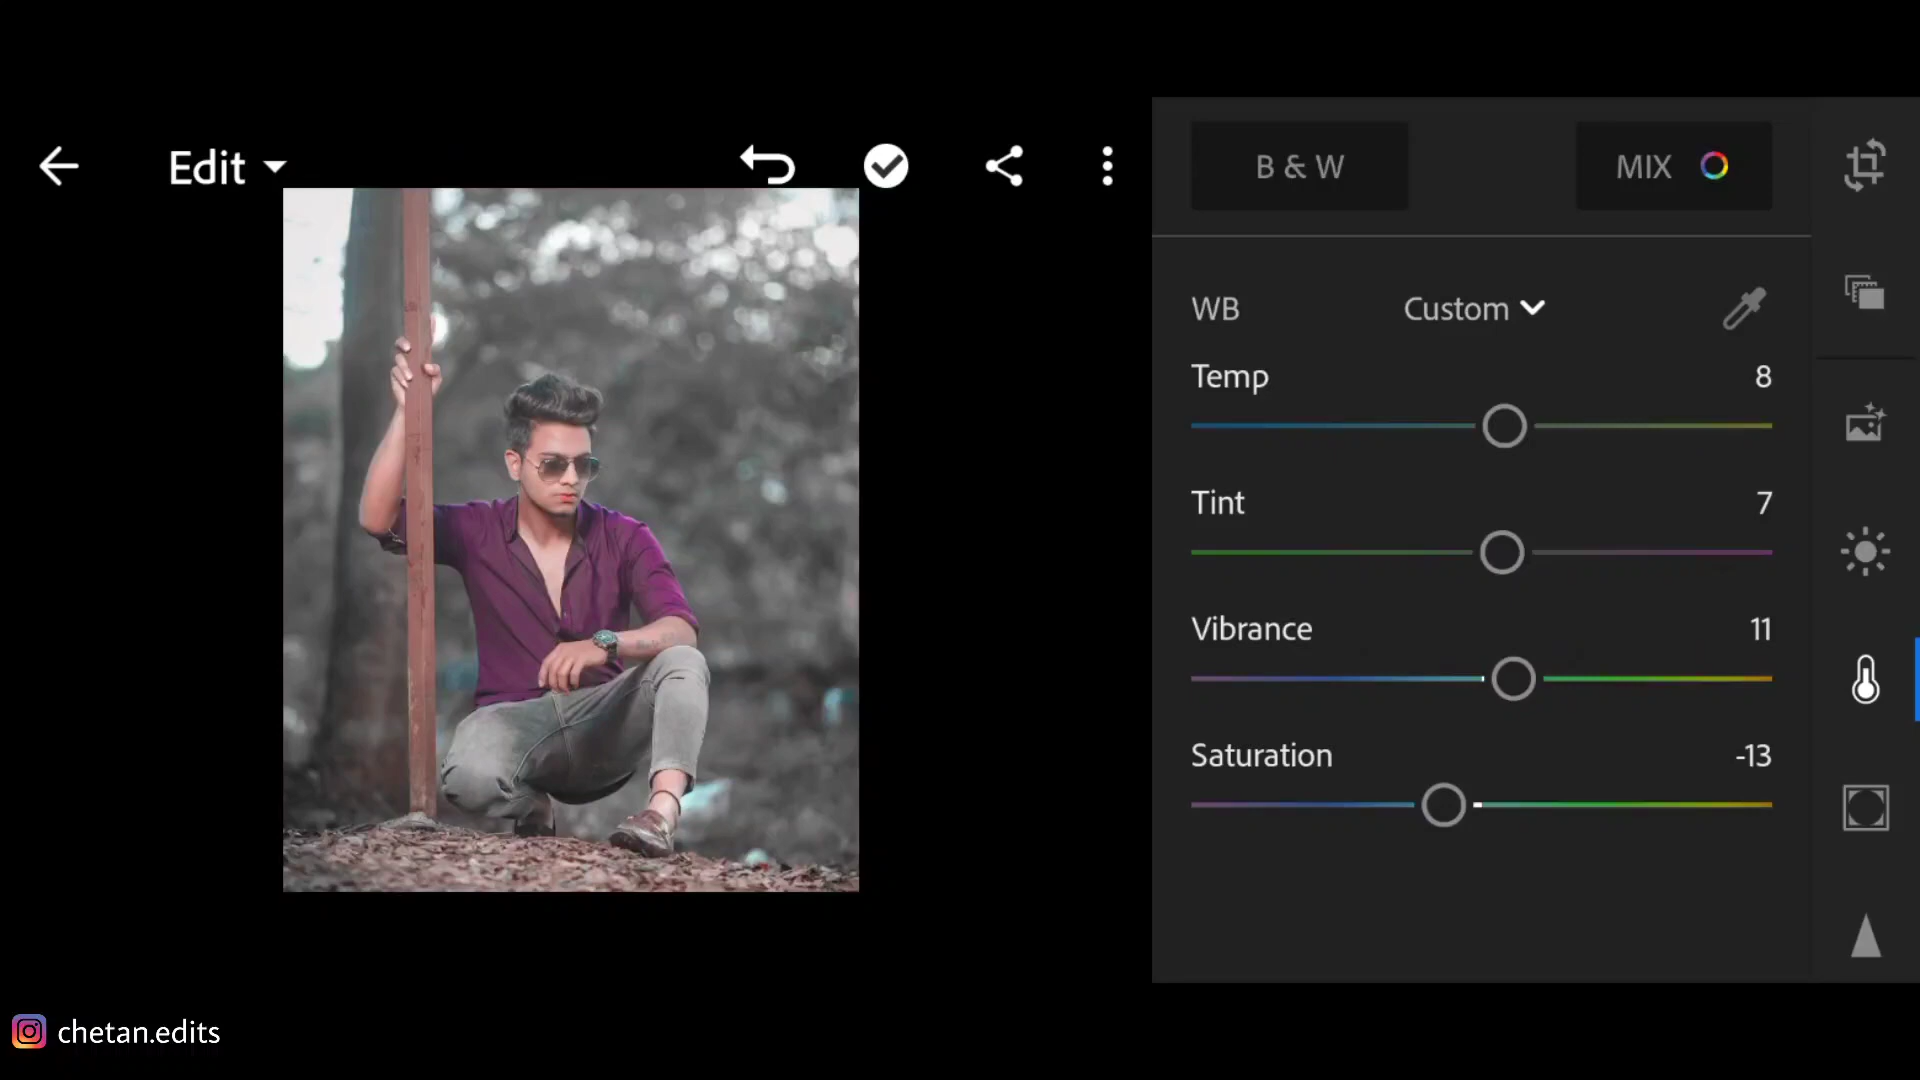 Edit
B & W
MIX
WB
Custom
Temp
8
Tint
7
Vibrance
11
Saturation
-13
chetan.edits